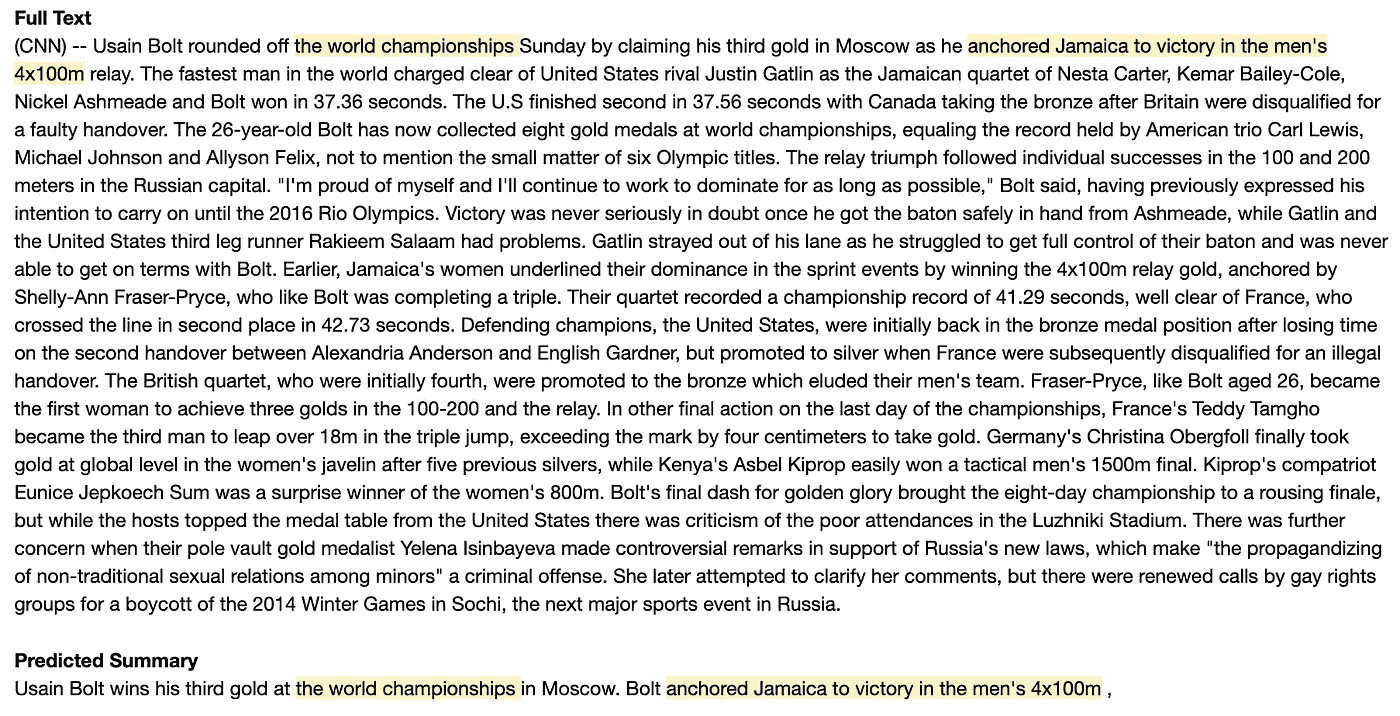 Full Text
(CNN) -- Usain Bolt rounded off the world championships Sunday by claiming his third gold in Moscow as he anchored Jamaica to victory in the men's
4x100m relay. The fastest man in the world charged clear of United States rival Justin Gatlin as the Jamaican quartet of Nesta Carter, Kemar Bailey-Cole,
Nickel Ashmeade and Bolt won in 37.36 seconds. The U.S finished second in 37.56 seconds with Canada taking the bronze after Britain were disqualified for
a faulty handover. The 26-year-old Bolt has now collected eight gold medals at world championships, equaling the record held by American trio Carl Lewis,
Michael Johnson and Allyson Felix, not to mention the small matter of six Olympic titles. The relay triumph followed individual successes in the 100 and 200
meters in the Russian capital. "I'm proud of myself and I'll continue to work to dominate for as long as possible," Bolt said, having previously expressed his
intention to carry on until the 2016 Rio Olympics. Victory was never seriously in doubt once he got the baton safely in hand from Ashmeade, while Gatlin and
the United States third leg runner Rakieem Salaam had problems. Gatlin strayed out of his lane as he struggled to get full control of their baton and was never
able to get on terms with Bolt. Earlier, Jamaica's women underlined their dominance in the sprint events by winning the 4x100m relay gold, anchored by
Shelly-Ann Fraser-Pryce, who like Bolt was completing a triple. Their quartet recorded a championship record of 41.29 seconds, well clear of France, who
crossed the line in second place in 42.73 seconds. Defending champions, the United States, were initially back in the bronze medal position after losing time
on the second handover between Alexandria Anderson and English Gardner, but promoted to silver when France were subsequently disqualified for an illegal
handover. The British quartet, who were initially fourth, were promoted to the bronze which eluded their men's team. Fraser-Pryce, like Bolt aged 26, became
the first woman to achieve three golds in the 100-200 and the relay. In other final action on the last day of the championships, France's Teddy Tamgho
became the third man to leap over 18m in the triple jump, exceeding the mark by four centimeters to take gold. Germany's Christina Obergfoll finally took
gold at global level in the women's javelin after five previous silvers, while Kenya's Asbel Kiprop easily won a tactical men's 1500m final. Kiprop's compatriot
Eunice Jepkoech Sum was a surprise winner of the women's 800m. Bolt's final dash for golden glory brought the eight-day championship to a rousing finale,
but while the hosts topped the medal table from the United States there was criticism of the poor attendances in the Luzhniki Stadium. There was further
concern when their pole vault gold medalist Yelena Isinbayeva made controversial remarks in support of Russia's new laws, which make "the propagandizing
of non-traditional sexual relations among minors" a criminal offense. She later attempted to clarify her comments, but there were renewed calls by gay rights
groups for a boycott of the 2014 Winter Games in Sochi, the next major sports event in Russia.
Predicted Summary
Usain Bolt wins his third gold at the world championships in Moscow. Bolt anchored Jamaica to victory in the men's 4x100m ,